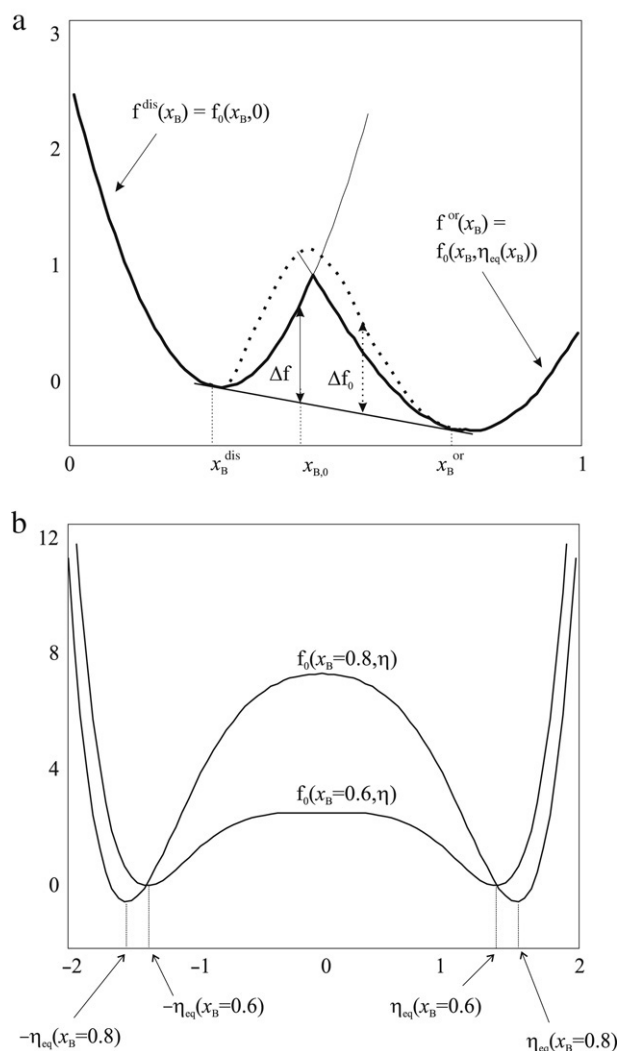 a
3
f^dis(x_B) = f_0(x_B,0)
2
f^or(x_B) =
f_0(x_B,η_eq(x_B))
1
0
Δf
Δf_0
0
x_B^dis
x_B,0
x_B^or
1
b
12
f_0(x_B=0.8,η)
8
f_0(x_B=0.6,η)
4
0
−2
−1
0
1
2
−η_eq(x_B=0.6)
η_eq(x_B=0.6)
−η_eq(x_B=0.8)
η_eq(x_B=0.8)